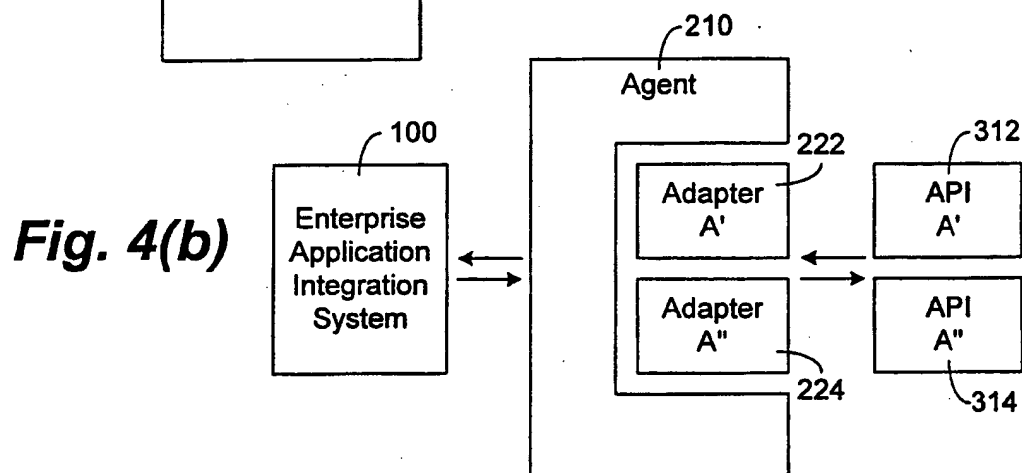 210
Agent
100
222
312
Adapter
A'
API
A'
Fig. 4(b)
Enterprise
Application
Integration
System
Adapter
A"
API
A"
224
314